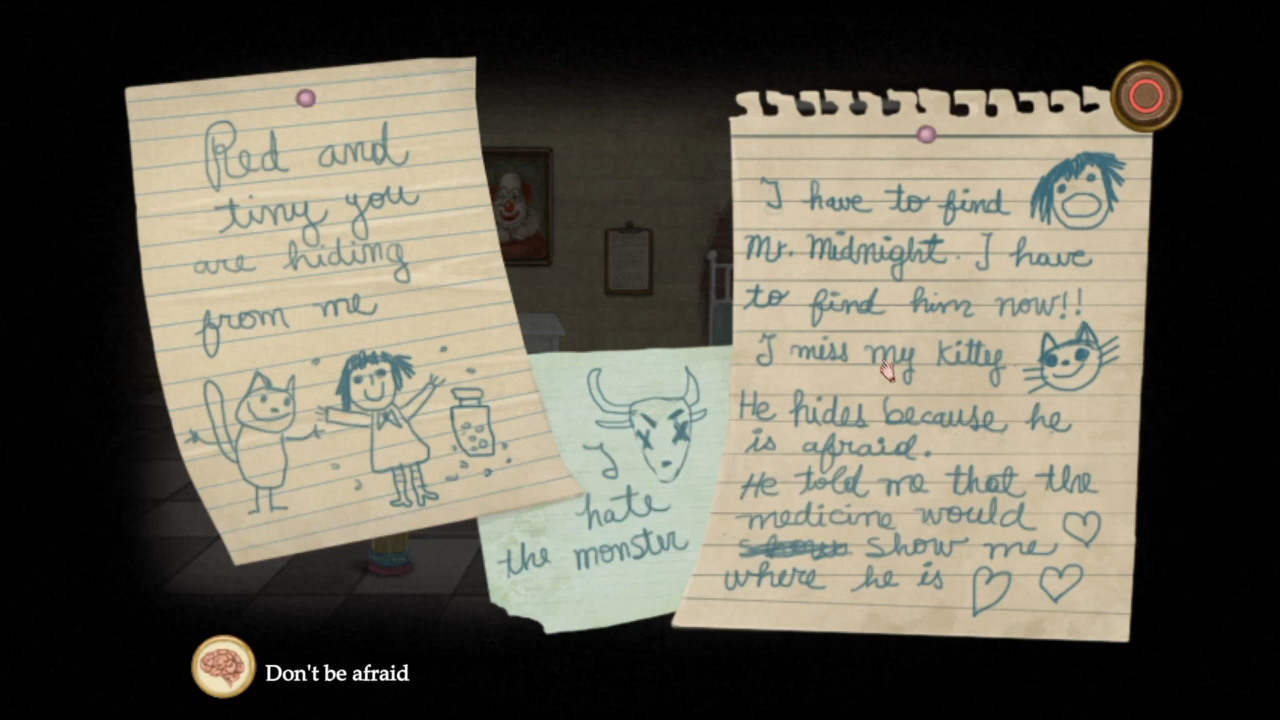 Red and
tiny you
are hiding
from me
I
hate
the monster
I have to find
Mr. Midnight. I have
to find him now!!
I miss my Kitty
He hides because he
is afraid.
He told me that the
medicine would
show me
where he is
Don't be afraid